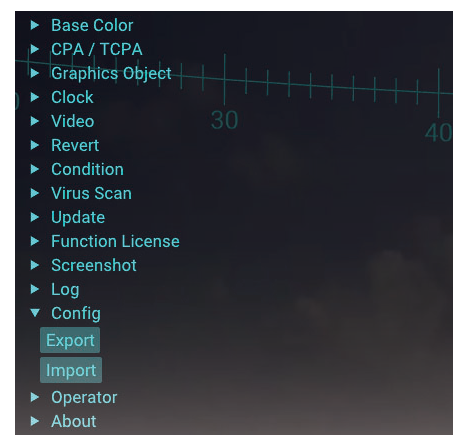 Base Color
CPA / TCPA
Graphics Object
Clock
30
Video
40
Revert
Condition
Virus Scan
Update
Function License
Screenshot
Log
Config
Export
Import
Operator
About